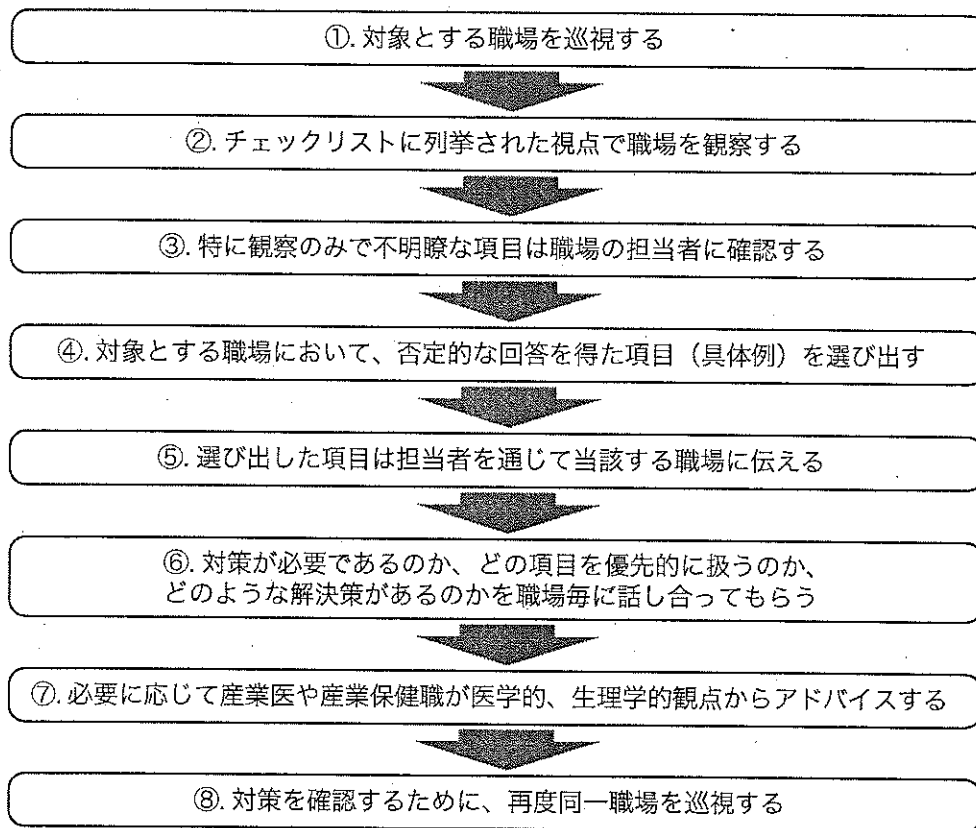 ①. 対象とする職場を巡視する
②. チェックリストに列挙された視点で職場を観察する
③. 特に観察のみで不明瞭な項目は職場の担当者に確認する
④. 対象とする職場において、否定的な回答を得た項目（具体例）を選び出す
⑤. 選び出した項目は担当者を通じて当該する職場に伝える
⑥. 対策が必要であるのか、どの項目を優先的に扱うのか、
どのような解決策があるのかを職場毎に話し合ってもらう
⑦. 必要に応じて産業医や産業保健職が医学的、生理学的観点からアドバイスする
⑧. 対策を確認するために、再度同一職場を巡視する